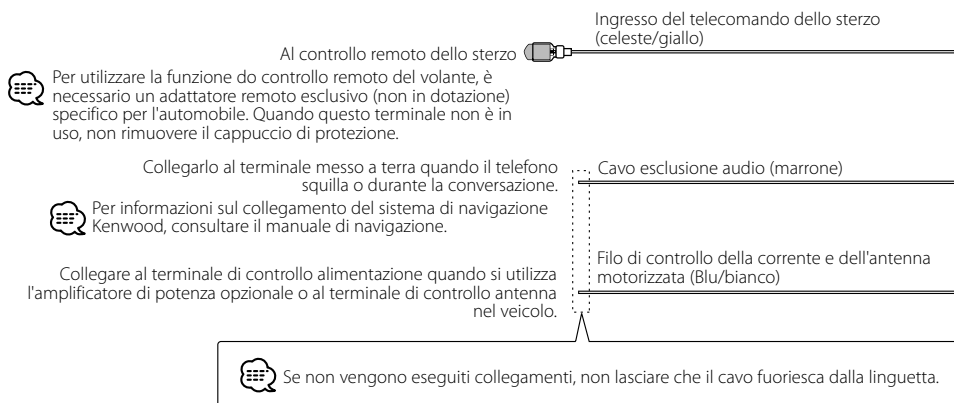 Ingresso del telecomando dello sterzo
(celeste/giallo)
Al controllo remoto dello sterzo
Per utilizzare la funzione do controllo remoto del volante, è
necessario un adattatore remoto esclusivo (non in dotazione)
specifico per l'automobile. Quando questo terminale non è in
uso, non rimuovere il cappuccio di protezione.
Collegarlo al terminale messo a terra quando il telefono
squilla o durante la conversazione.
Cavo esclusione audio (marrone)
Per informazioni sul collegamento del sistema di navigazione
Kenwood, consultare il manuale di navigazione.
Collegare al terminale di controllo alimentazione quando si utilizza
l'amplificatore di potenza opzionale o al terminale di controllo antenna
nel veicolo.
Filo di controllo della corrente e dell'antenna
motorizzata (Blu/bianco)
Se non vengono eseguiti collegamenti, non lasciare che il cavo fuoriesca dalla linguetta.